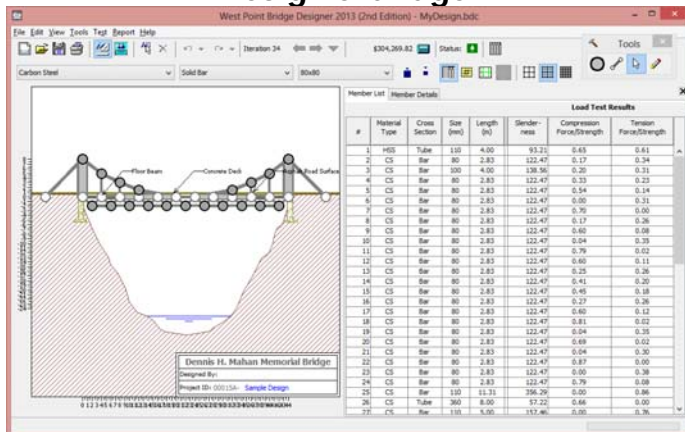 West Point Bridge Designer 2013 (2nd Edition) - MyDesign.bdc
File Edit View Tools Test Report Help
Iteration 34 $304,269.82 Status:
Tools
Carbon Steel Solid Bar 80x80
Member List Member Details
Load Test Results
# Material Type Cross Section Size (mm) Length (m) Slender-ness Compression Force/Strength Tension Force/Strength
1 HSS Tube 110 4.00 93.21 0.65 0.61
2 CS Bar 80 2.83 122.47 0.17 0.34
3 CS Bar 100 4.00 138.56 0.20 0.31
4 CS Bar 80 2.83 122.47 0.33 0.23
5 CS Bar 80 2.83 122.47 0.54 0.14
6 CS Bar 80 2.83 122.47 0.00 0.31
7 CS Bar 80 2.83 122.47 0.70 0.00
8 CS Bar 80 2.83 122.47 0.17 0.26
9 CS Bar 80 2.83 122.47 0.60 0.08
10 CS Bar 80 2.83 122.47 0.04 0.35
11 CS Bar 80 2.83 122.47 0.79 0.02
12 CS Bar 80 2.83 122.47 0.60 0.11
13 CS Bar 80 2.83 122.47 0.25 0.26
14 CS Bar 80 2.83 122.47 0.41 0.20
15 CS Bar 80 2.83 122.47 0.45 0.18
16 CS Bar 80 2.83 122.47 0.27 0.26
17 CS Bar 80 2.83 122.47 0.60 0.12
18 CS Bar 80 2.83 122.47 0.81 0.02
19 CS Bar 80 2.83 122.47 0.04 0.35
20 CS Bar 80 2.83 122.47 0.69 0.02
21 CS Bar 80 2.83 122.47 0.04 0.30
22 CS Bar 80 2.83 122.47 0.87 0.00
23 CS Bar 80 2.83 122.47 0.00 0.38
24 CS Bar 80 2.83 122.47 0.79 0.08
25 CS Bar 110 11.31 356.29 0.00 0.86
26 CS Tube 360 8.00 57.22 0.66 0.00
27 CS Bar 110 5.00 157.46 0.00 0.76
Floor Beam Concrete Deck Road Surface
Dennis H. Mahan Memorial Bridge
Designed By:
Project ID: 00015A- Sample Design